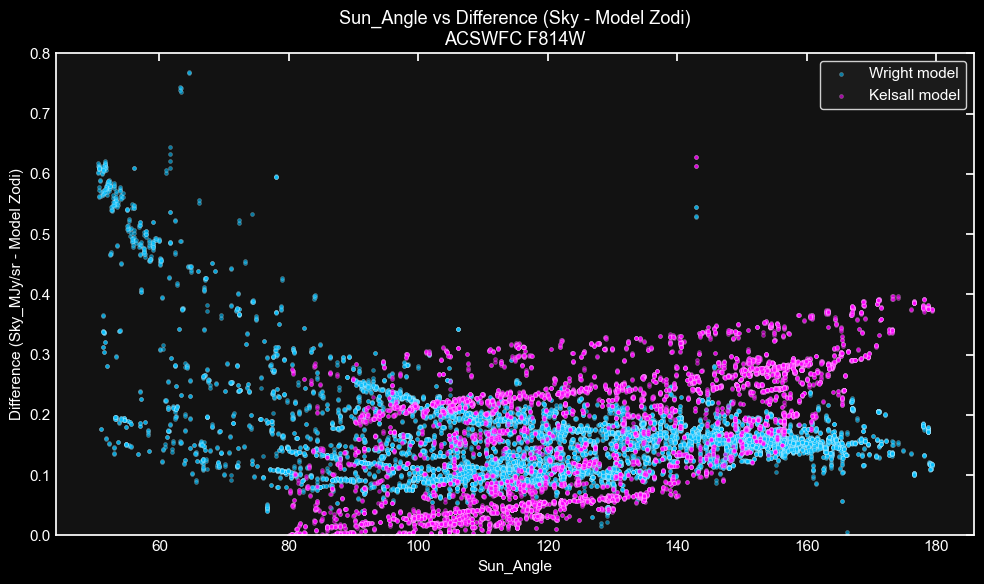 Sun_Angle vs Difference (Sky - Model Zodi)
ACSWFC F814W
Wright model
Kelsall model
Difference (Sky_MJy/sr - Model Zodi)
0.8
0.7
0.6
0.5
0.4
0.3
0.2
0.1
0.0
60 80 100 120 140 160 180
Sun_Angle